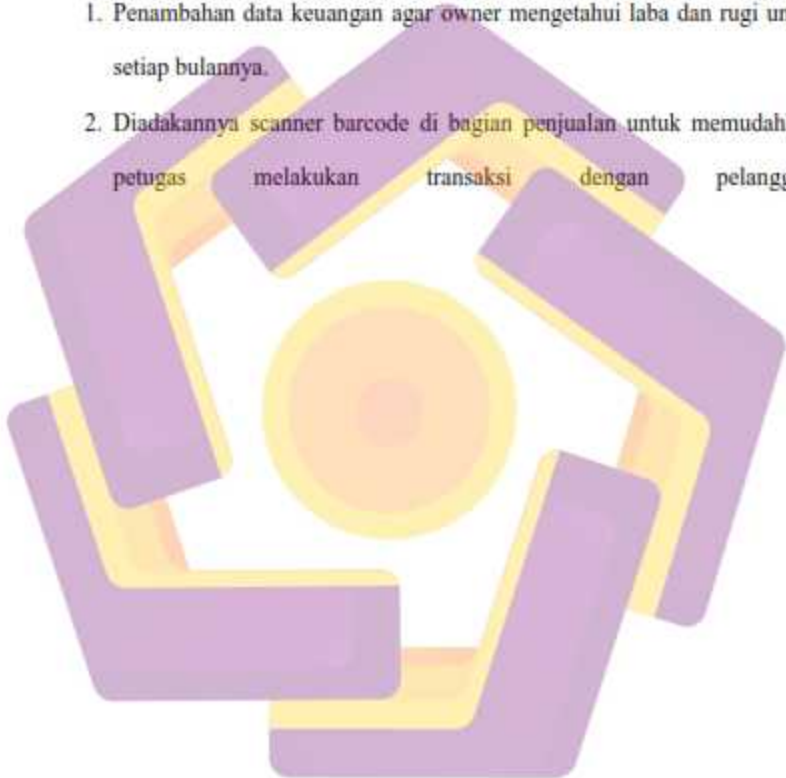 1. Penambahan data keuangan agar owner mengetahui laba dan rugi
setiap bulannya.
2. Diadakannya scanner barcode di bagian penjualan untuk
petugas melakukan transaksi dengan